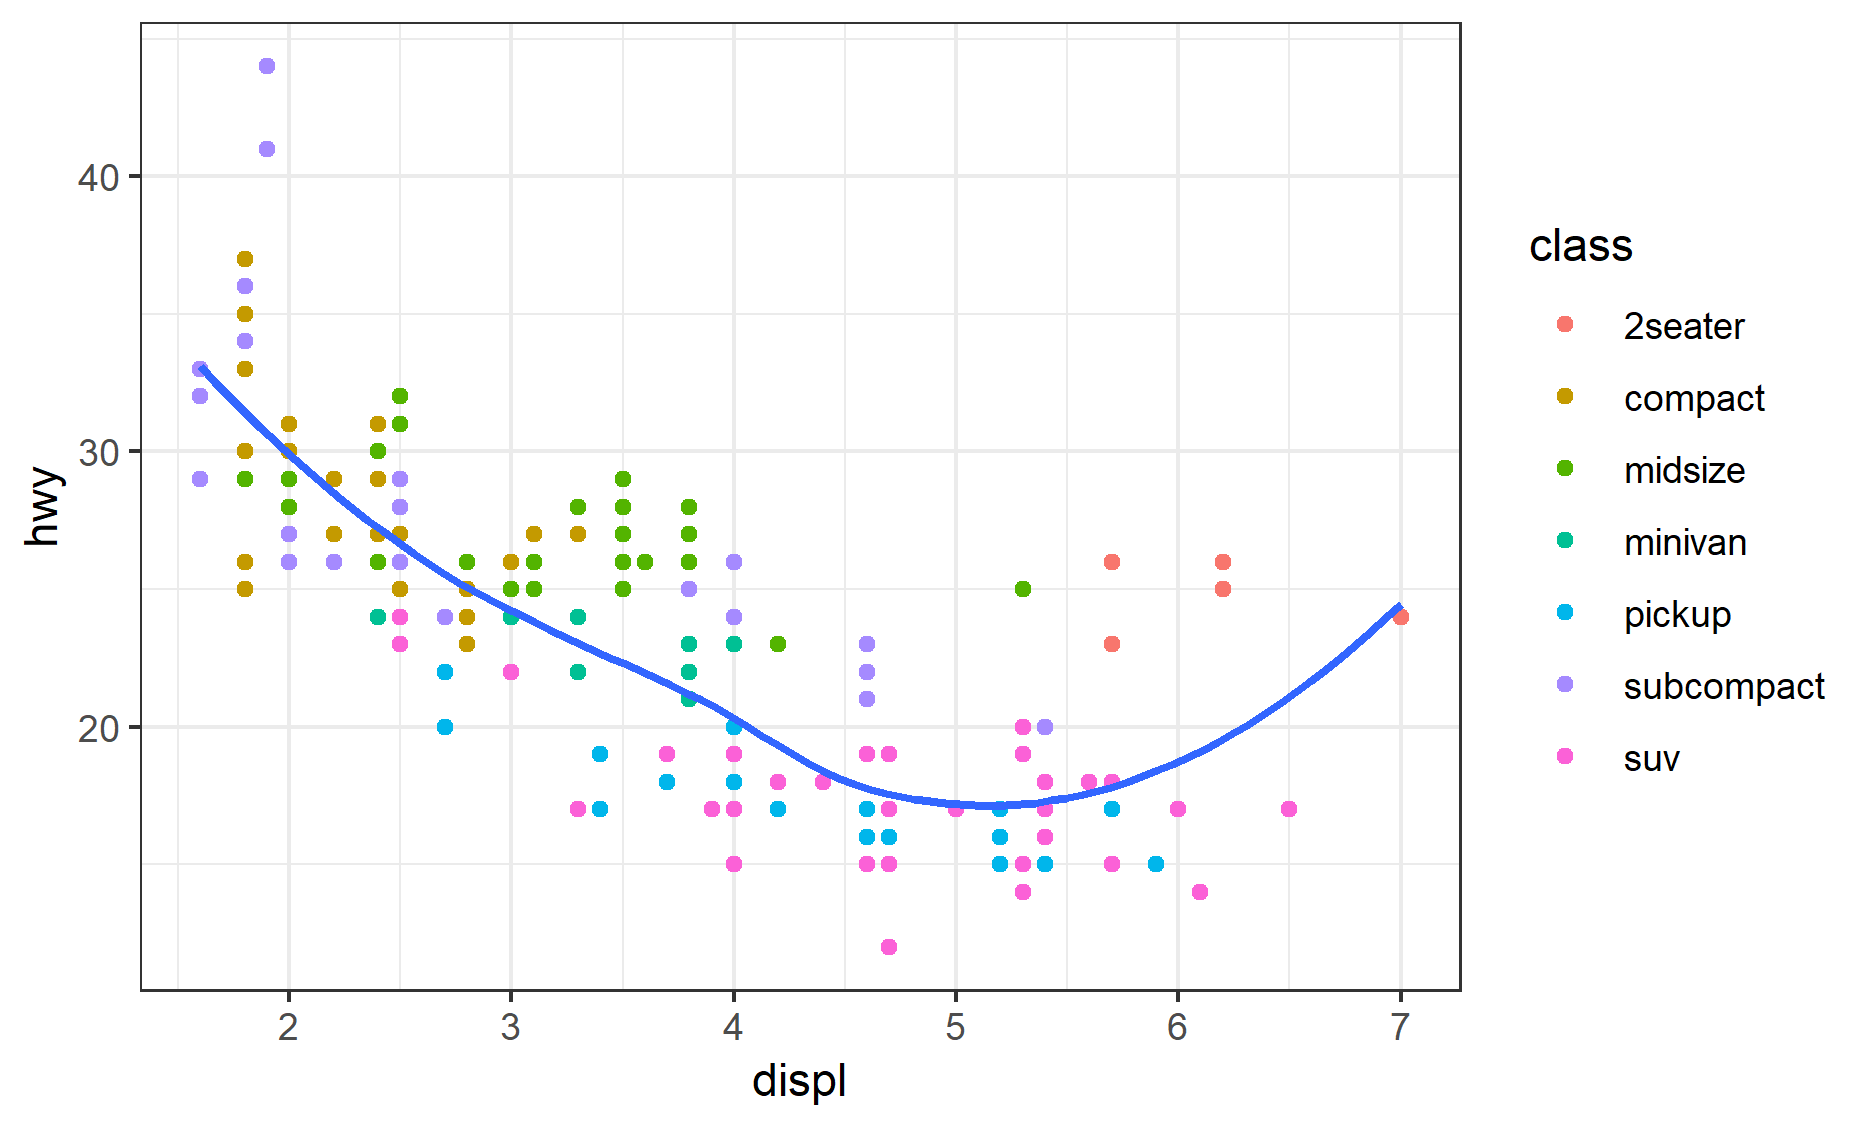 hwy
40
30
20
2 3 4 5 6 7
displ
class
2seater
compact
midsize
minivan
pickup
subcompact
suv